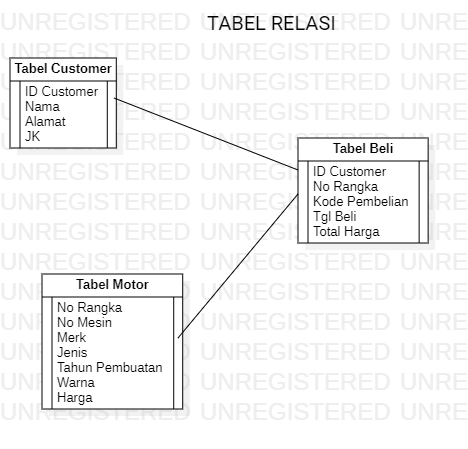 TABEL RELASI
Tabel Customer
ID Customer
Nama
Alamat
JK
Tabel Beli
ID Customer
No Rangka
Kode Pembelian
Tgl Beli
Total Harga
Tabel Motor
No Rangka
No Mesin
Merk
Jenis
Tahun Pembuatan
Warna
Harga
UNREGISTERED